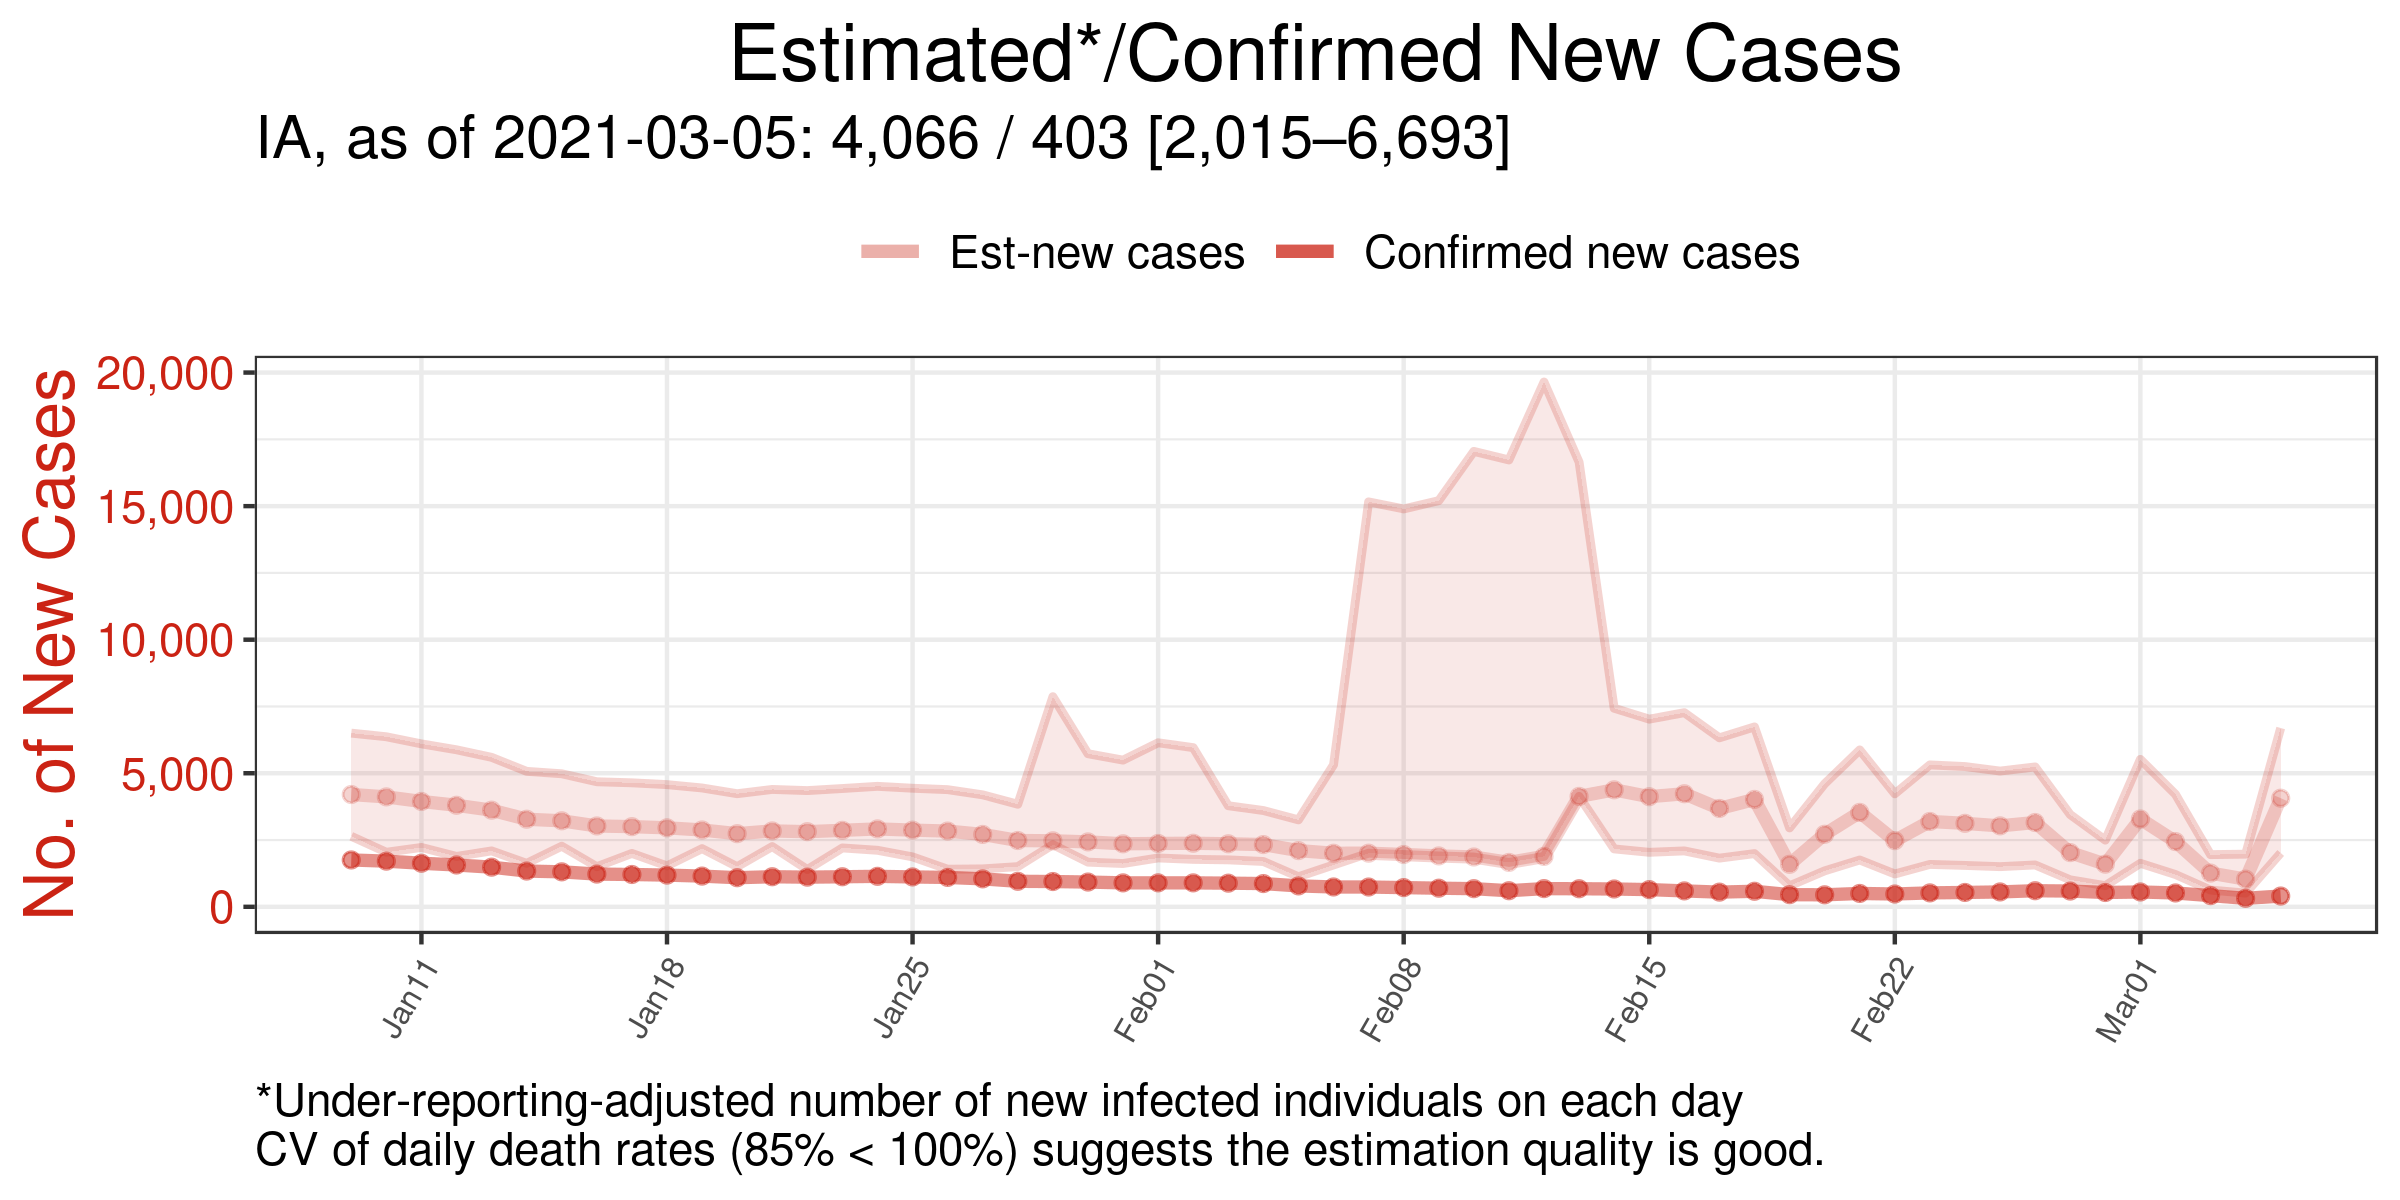 Estimated*/Confirmed New Cases
IA, as of 2021-03-05: 4,066 / 403 [2,015–6,693]
Est-new cases
Confirmed new cases
No. of New Cases
20,000
15,000
10,000
5,000
0
Jan11
Jan18
Jan25
Feb01
Feb08
Feb15
Feb22
Mar01
*Under-reporting-adjusted number of new infected individuals on each day
CV of daily death rates (85% < 100%) suggests the estimation quality is good.